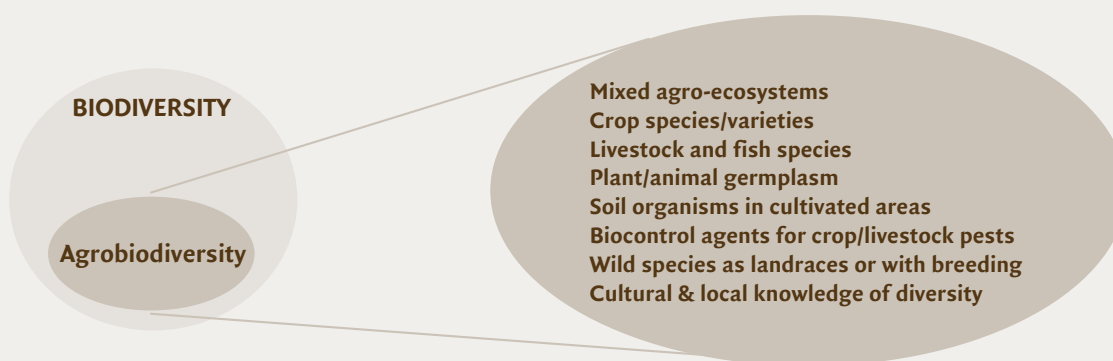 BIODIVERSITY
Agrobiodiversity
Mixed agro-ecosystems
Crop species/varieties
Livestock and fish species
Plant/animal germplasm
Soil organisms in cultivated areas
Biocontrol agents for crop/livestock pests
Wild species as landraces or with breeding
Cultural & local knowledge of diversity